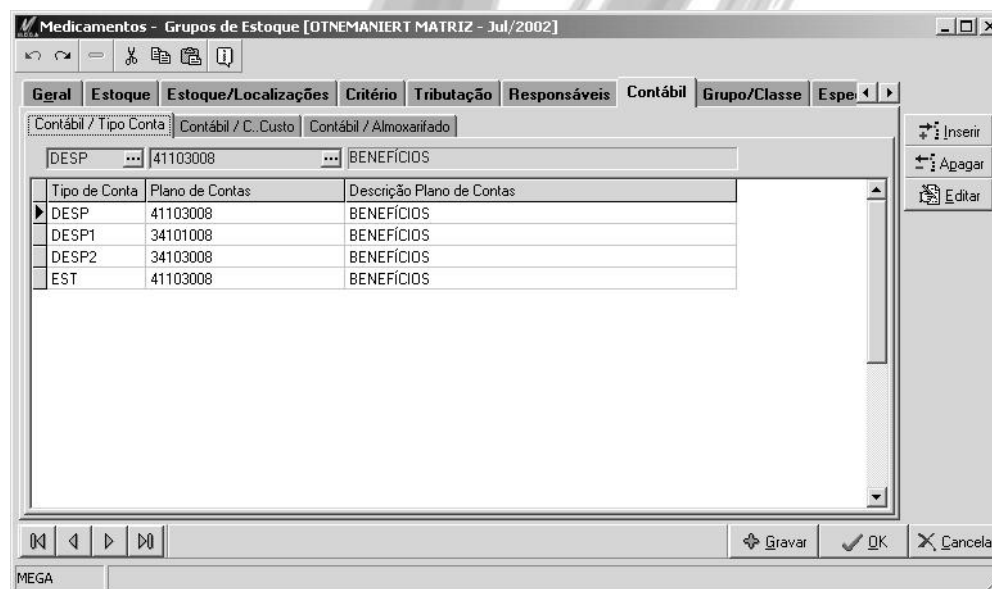 Medicamentos - Grupos de Estoque [OTNEMANIERT MATRIZ - Jul/2002]
Geral Estoque Estoque/Localizações Critério Tributação Responsáveis Contábil Grupo/Classe Espe
Contábil / Tipo Conta Contábil / C..Custo Contábil / Almoxarifado
Inserir
DESP ... 41103008 ... BENEFÍCIOS
Apagar
Tipo de Conta Plano de Contas Descrição Plano de Contas
Editar
DESP 41103008 BENEFÍCIOS
DESP1 34101008 BENEFÍCIOS
DESP2 34103008 BENEFÍCIOS
EST 41103008 BENEFÍCIOS
Gravar OK Cancela
MEGA